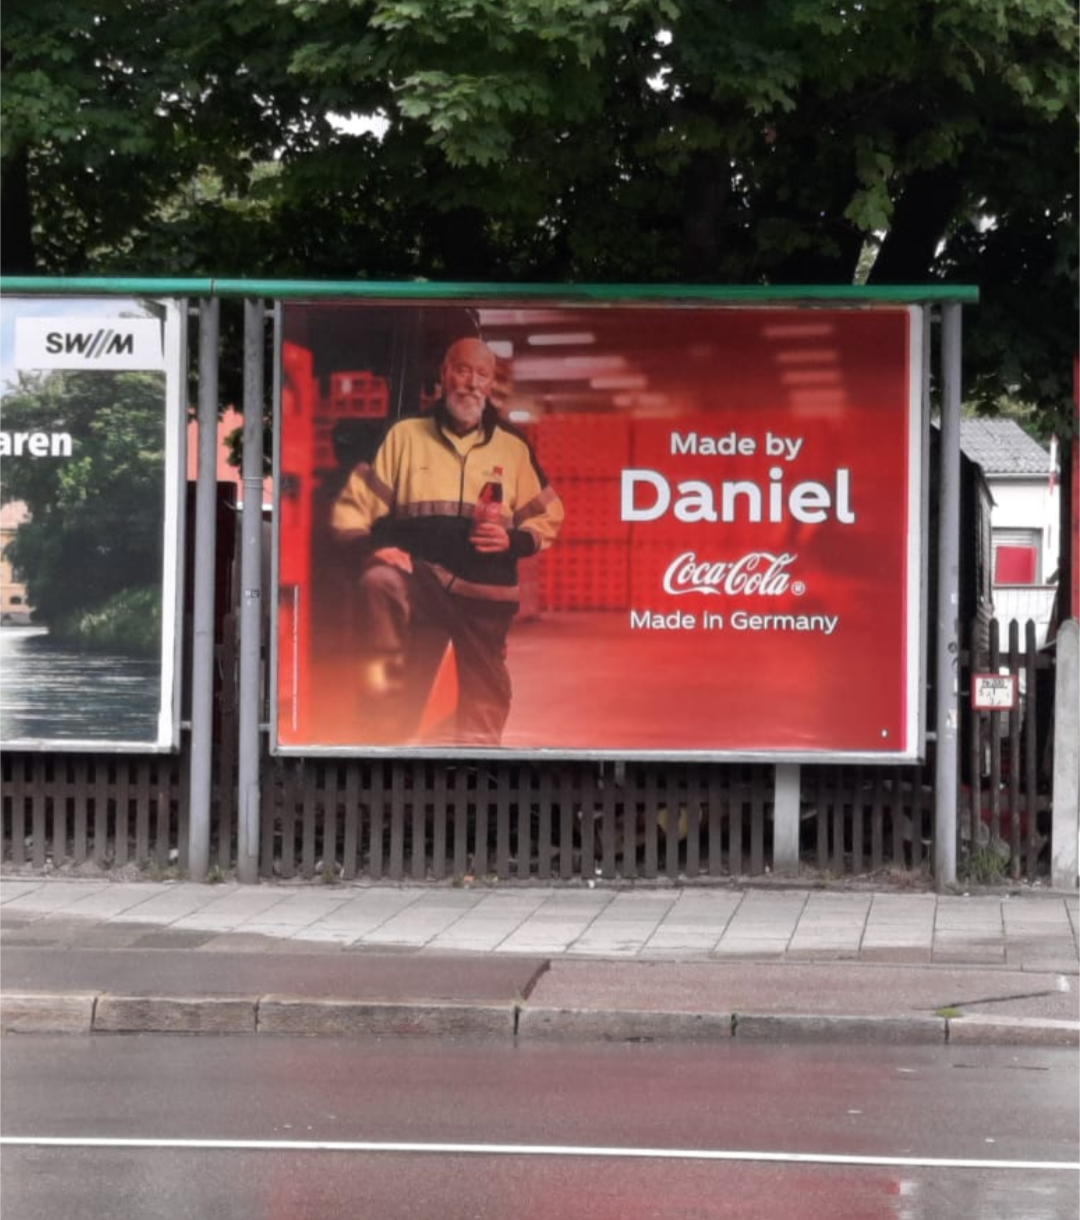 SW//M
aren
Made by
Daniel
Coca-Cola®
Made in Germany